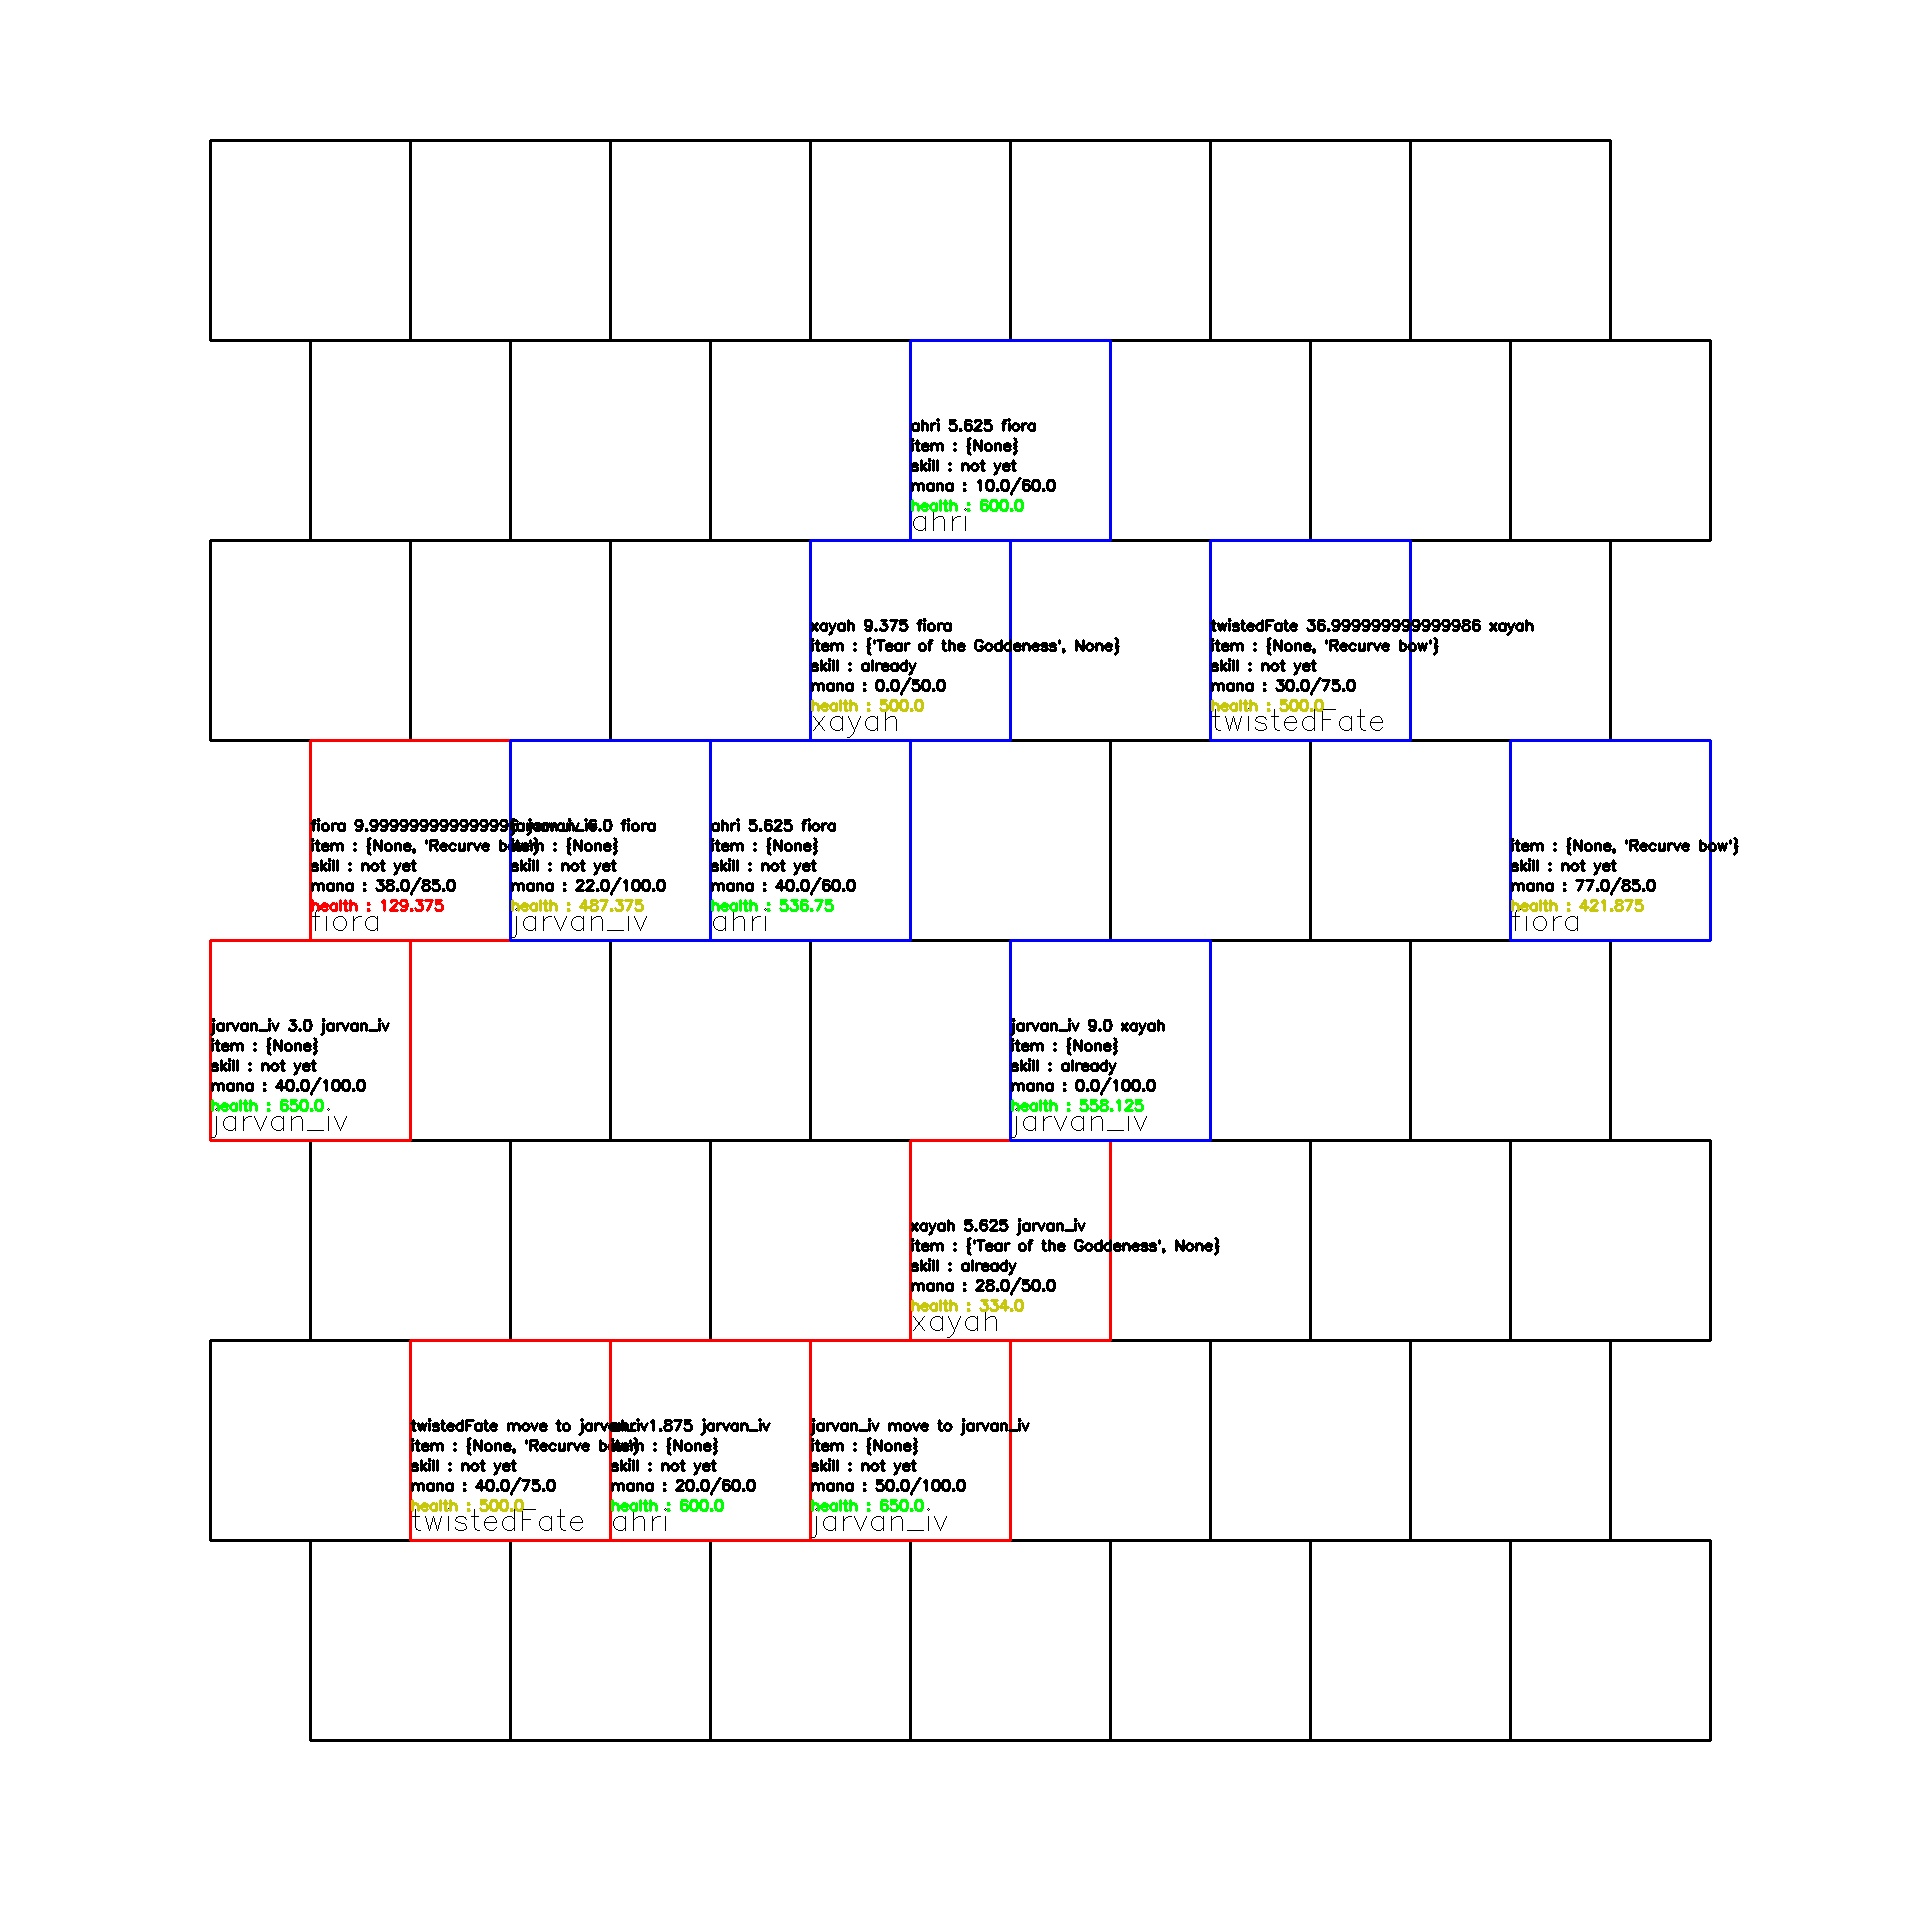 ahri 5.625 fiora
item : {None}
skill : not yet
mana : 10.0/60.0
health : 600.0
ahri
xayah 9.375 fiora
item : {'Tear of the Goddeness', None}
skill : already
mana : 0.0/50.0
health : 500.0
xayah
twistedFate 36.999999999999986 xayah
item : {None, 'Recurve bow'}
skill : not yet
mana : 30.0/75.0
health : 500.0
twistedFate
fiora jarvan_iv
item : {None, 'Recurve bow'}
skill : not yet
mana : 38.0/85.0
health : 129.375
fiora
jarvan_iv 6.0 fiora
item : {None}
skill : not yet
mana : 22.0/100.0
health : 487.375
jarvan_iv
ahri 5.625 fiora
item : {None}
skill : not yet
mana : 40.0/60.0
health : 536.75
ahri
item : {None, 'Recurve bow'}
skill : not yet
mana : 77.0/85.0
health : 421.875
fiora
jarvan_iv 3.0 jarvan_iv
item : {None}
skill : not yet
mana : 40.0/100.0
health : 650.0
jarvan_iv
jarvan_iv 9.0 xayah
item : {None}
skill : already
mana : 0.0/100.0
health : 558.125
jarvan_iv
xayah 5.625 jarvan_iv
item : {'Tear of the Goddeness', None}
skill : already
mana : 28.0/50.0
health : 334.0
xayah
twistedFate move to jarvan_iv
item : {None, 'Recurve bow'}
skill : not yet
mana : 40.0/75.0
health : 500.0
twistedFate
ahri 1.875 jarvan_iv
item : {None}
skill : not yet
mana : 20.0/60.0
health : 600.0
ahri
jarvan_iv move to jarvan_iv
item : {None}
skill : not yet
mana : 50.0/100.0
health : 650.0
jarvan_iv